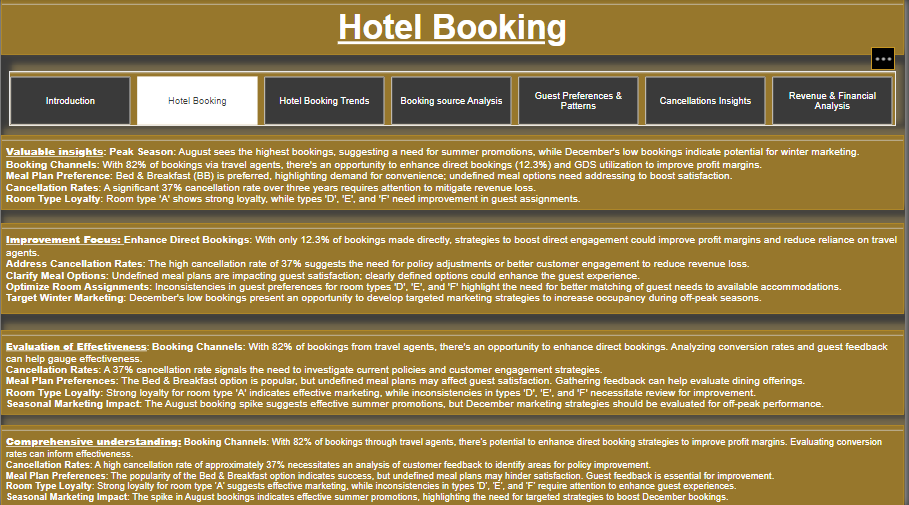 Hotel Booking
Introduction
Hotel Booking
Hotel Booking Trends
Booking source Analysis
Guest Preferences &
Patterns
Cancellations Insights
Revenue & Financial
Analysis
Valuable insights: Peak Season: August sees the highest bookings, suggesting a need for summer promotions, while December's low bookings indicate potential for winter marketing.
Booking Channels: With 82% of bookings via travel agents, there's an opportunity to enhance direct bookings (12.3%) and GDS utilization to improve profit margins.
Meal Plan Preference: Bed & Breakfast (BB) is preferred, highlighting demand for convenience; undefined meal options need addressing to boost satisfaction.
Cancellation Rates: A significant 37% cancellation rate over three years requires attention to mitigate revenue loss.
Room Type Loyalty: Room type 'A' shows strong loyalty, while types 'D', 'E', and 'F' need improvement in guest assignments.
Improvement Focus: Enhance Direct Bookings: With only 12.3% of bookings made directly, strategies to boost direct engagement could improve profit margins and reduce reliance on travel
agents.
Address Cancellation Rates: The high cancellation rate of 37% suggests the need for policy adjustments or better customer engagement to reduce revenue loss.
Clarify Meal Options: Undefined meal plans are impacting guest satisfaction; clearly defined options could enhance the guest experience.
Optimize Room Assignments: Inconsistencies in guest preferences for room types 'D', 'E', and 'F' highlight the need for better matching of guest needs to available accommodations.
Target Winter Marketing: December's low bookings present an opportunity to develop targeted marketing strategies to increase occupancy during off-peak seasons.
Evaluation of Effectiveness: Booking Channels: With 82% of bookings from travel agents, there's an opportunity to enhance direct bookings. Analyzing conversion rates and guest feedback
can help gauge effectiveness.
Cancellation Rates: A 37% cancellation rate signals the need to investigate current policies and customer engagement strategies.
Meal Plan Preferences: The Bed & Breakfast option is popular, but undefined meal plans may affect guest satisfaction. Gathering feedback can help evaluate dining offerings.
Room Type Loyalty: Strong loyalty for room type 'A' indicates effective marketing, while inconsistencies in types 'D', 'E', and 'F' necessitate review for improvement.
Seasonal Marketing Impact: The August booking spike suggests effective summer promotions, but December marketing strategies should be evaluated for off-peak performance.
Comprehensive understanding: Booking Channels: With 82% of bookings through travel agents, there's potential to enhance direct booking strategies to improve profit margins. Evaluating conversion
rates can inform effectiveness.
Cancellation Rates: A high cancellation rate of approximately 37% necessitates an analysis of customer feedback to identify areas for policy improvement.
Meal Plan Preferences: The popularity of the Bed & Breakfast option indicates success, but undefined meal plans may hinder satisfaction. Guest feedback is essential for improvement.
Room Type Loyalty: Strong loyalty for room type 'A' suggests effective marketing, while inconsistencies in types 'D', 'E', and 'F' require attention to enhance guest experiences.
Seasonal Marketing Impact: The spike in August bookings indicates effective summer promotions, highlighting the need for targeted strategies to boost December bookings.